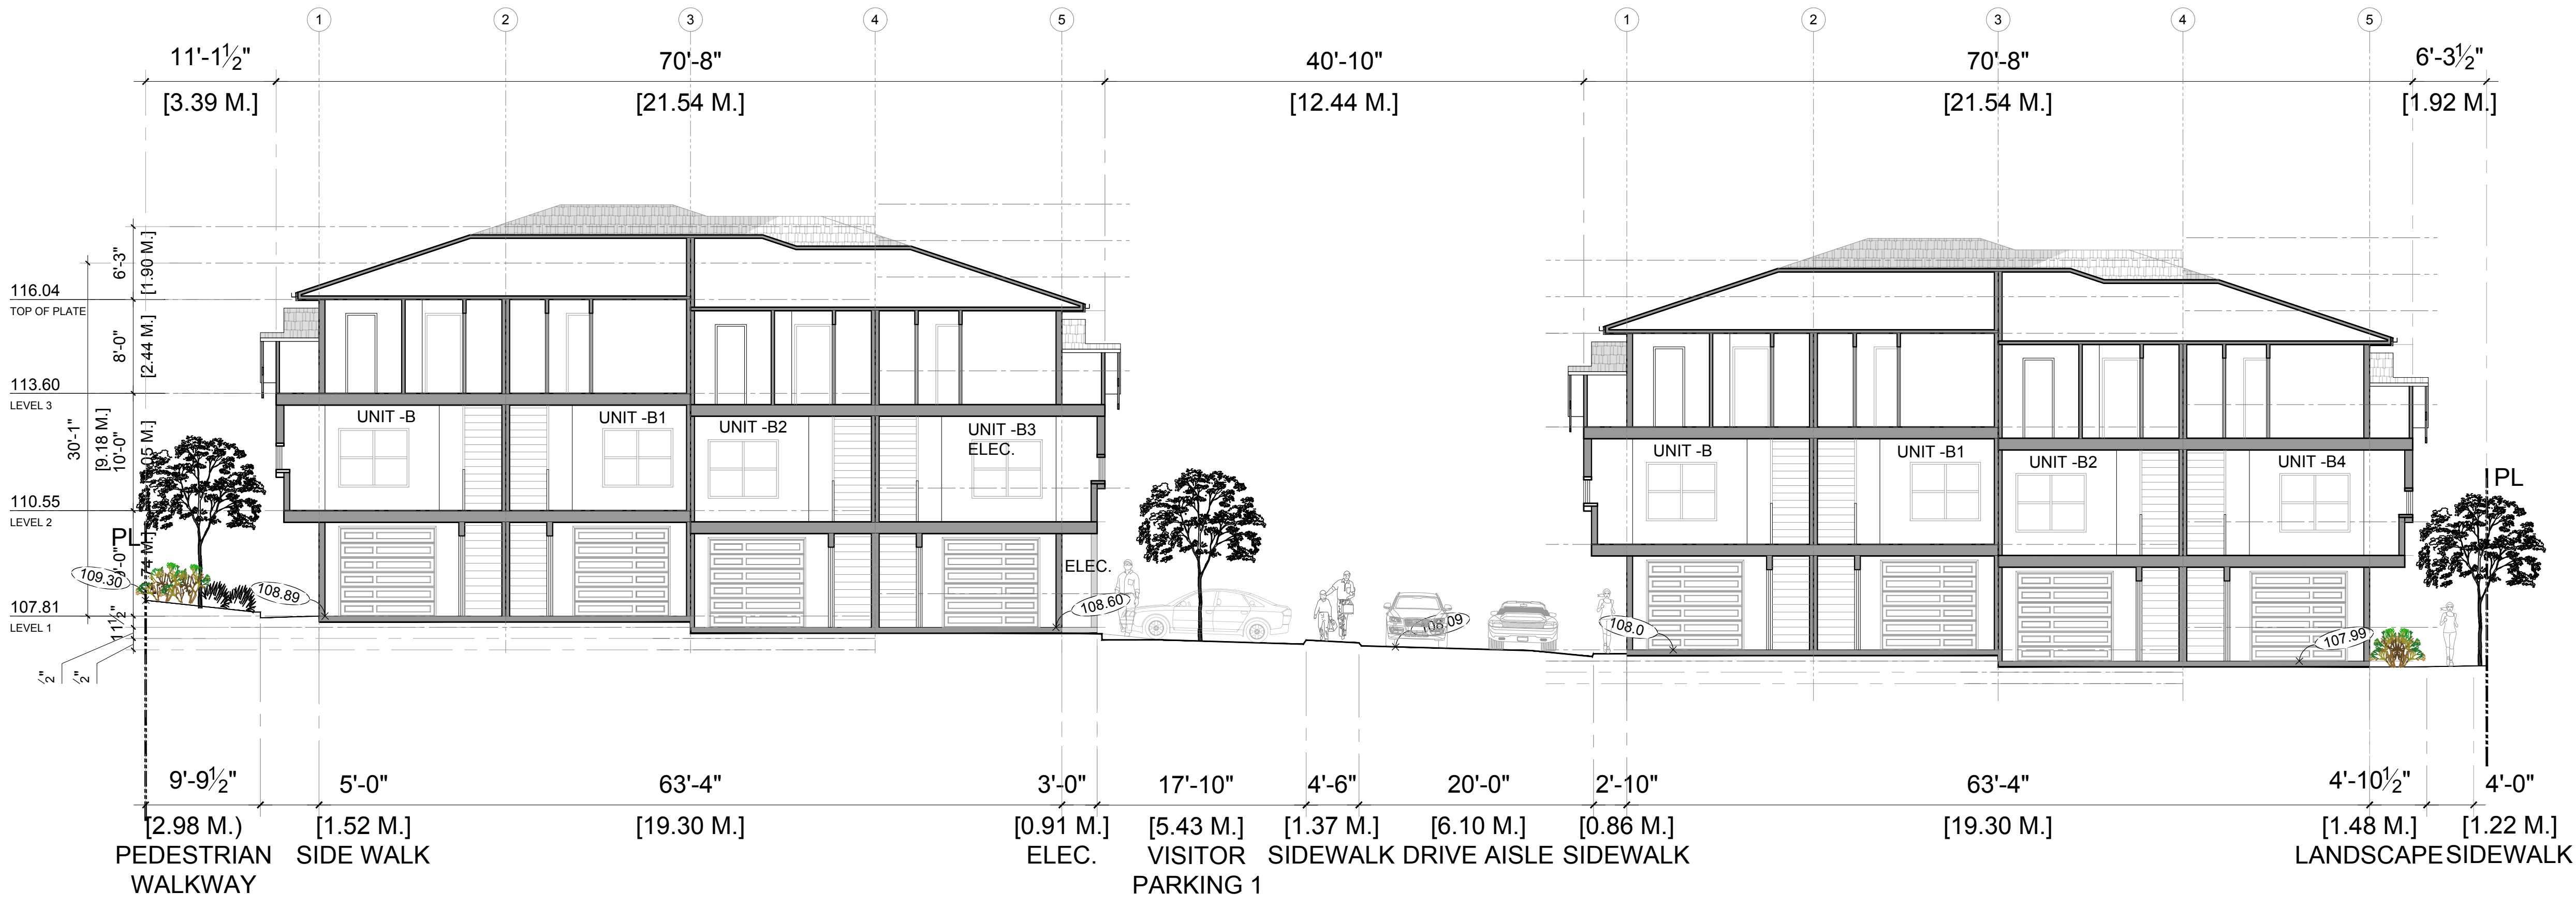 1 2 3 4 5 1 2 3 4 5
11'-1½" 70'-8" 40'-10" 70'-8" 6'-3½"
[3.39 M.] [21.54 M.] [12.44 M.] [21.54 M.] [1.92 M.]
6'-3"
[1.90 M.]
116.04
TOP OF PLATE
8'-0"
[2.44 M.]
113.60
LEVEL 3
30'-1"
[9.18 M.]
10'-0"
UNIT -B UNIT -B1 UNIT -B2 UNIT -B3
ELEC.
UNIT -B UNIT -B1 UNIT -B2 UNIT -B4
110.55
LEVEL 2
PL
PL
109.30
108.89
ELEC.
108.60
108.09
108.0
107.99
107.81
LEVEL 1
11½"
9'-9½" 5'-0" 63'-4" 3'-0" 17'-10" 4'-6" 20'-0" 2'-10" 63'-4" 4'-10½" 4'-0"
[2.98 M.) [1.52 M.] [19.30 M.] [0.91 M.] [5.43 M.] [1.37 M.] [6.10 M.] [0.86 M.] [19.30 M.] [1.48 M.] [1.22 M.]
PEDESTRIAN SIDE WALK ELEC. VISITOR SIDEWALK DRIVE AISLE SIDEWALK LANDSCAPE SIDEWALK
WALKWAY PARKING 1